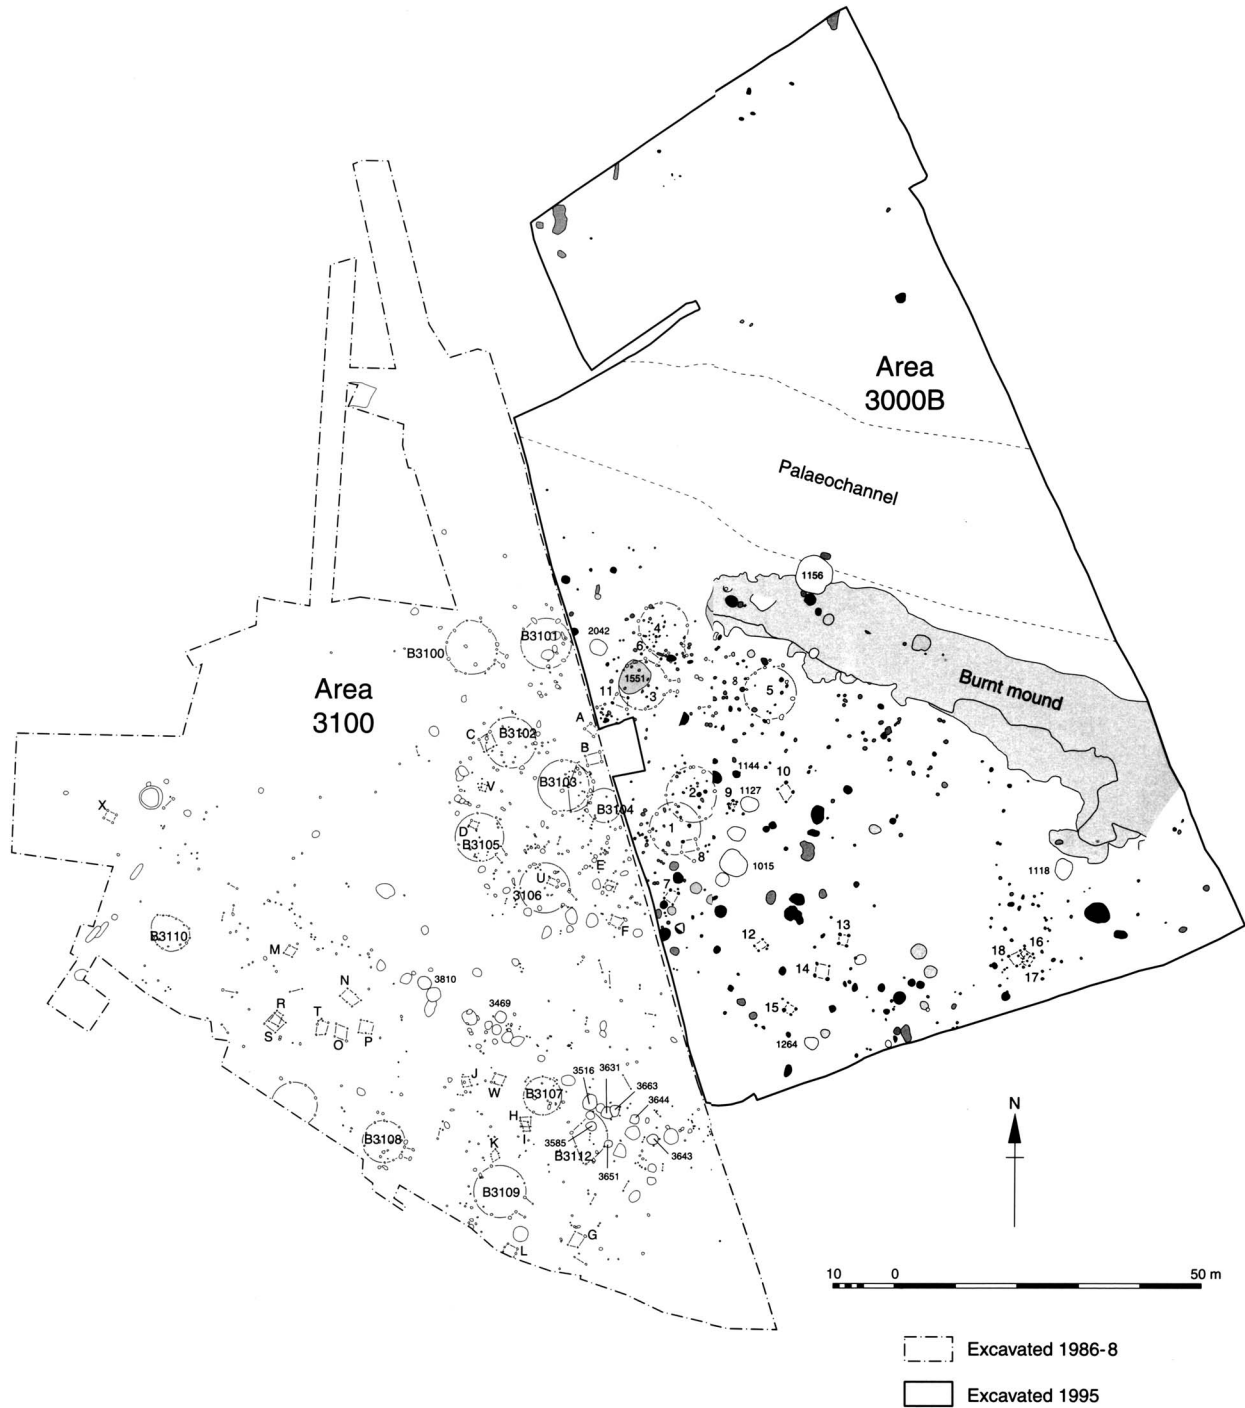 Area
3000B
Palaeochannel
1156
B3101
2042
4
B3100
6
Area
3100
1551
11
3
5
Burnt mound
A
C
B3102
B
1144
10
V
B3103
2
9
1127
X
B3104
D
1
B3105
8
1015
E
1118
U
3106
7
F
B3110
12
13
16
M
18
14
17
3810
N
R
3469
15
T
S
O
P
1264
3516
3631
J
3663
W
B3107
3644
N
H
B3108
I
3585
K
B3112
3643
3651
B3109
G
L
10
0
50 m
Excavated 1986-8
Excavated 1995